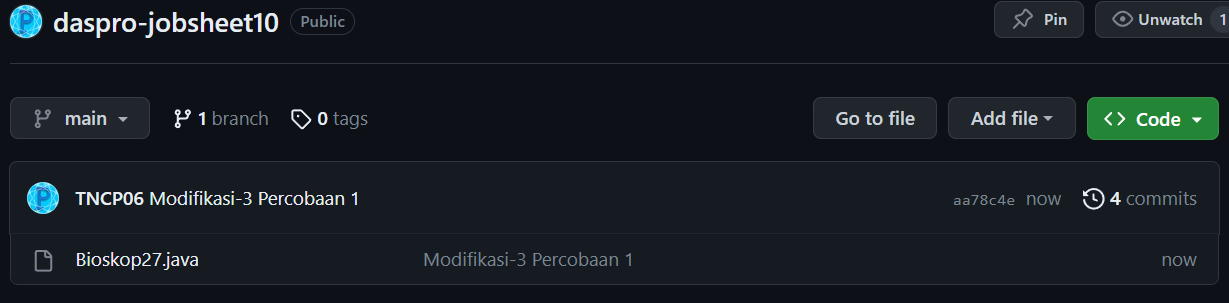 daspro-jobsheet10 Public Pin Unwatch 1
main 1 branch 0 tags Go to file Add file Code
TNCP06 Modifikasi-3 Percobaan 1 aa78c4e now 4 commits
Bioskop27.java Modifikasi-3 Percobaan 1 now